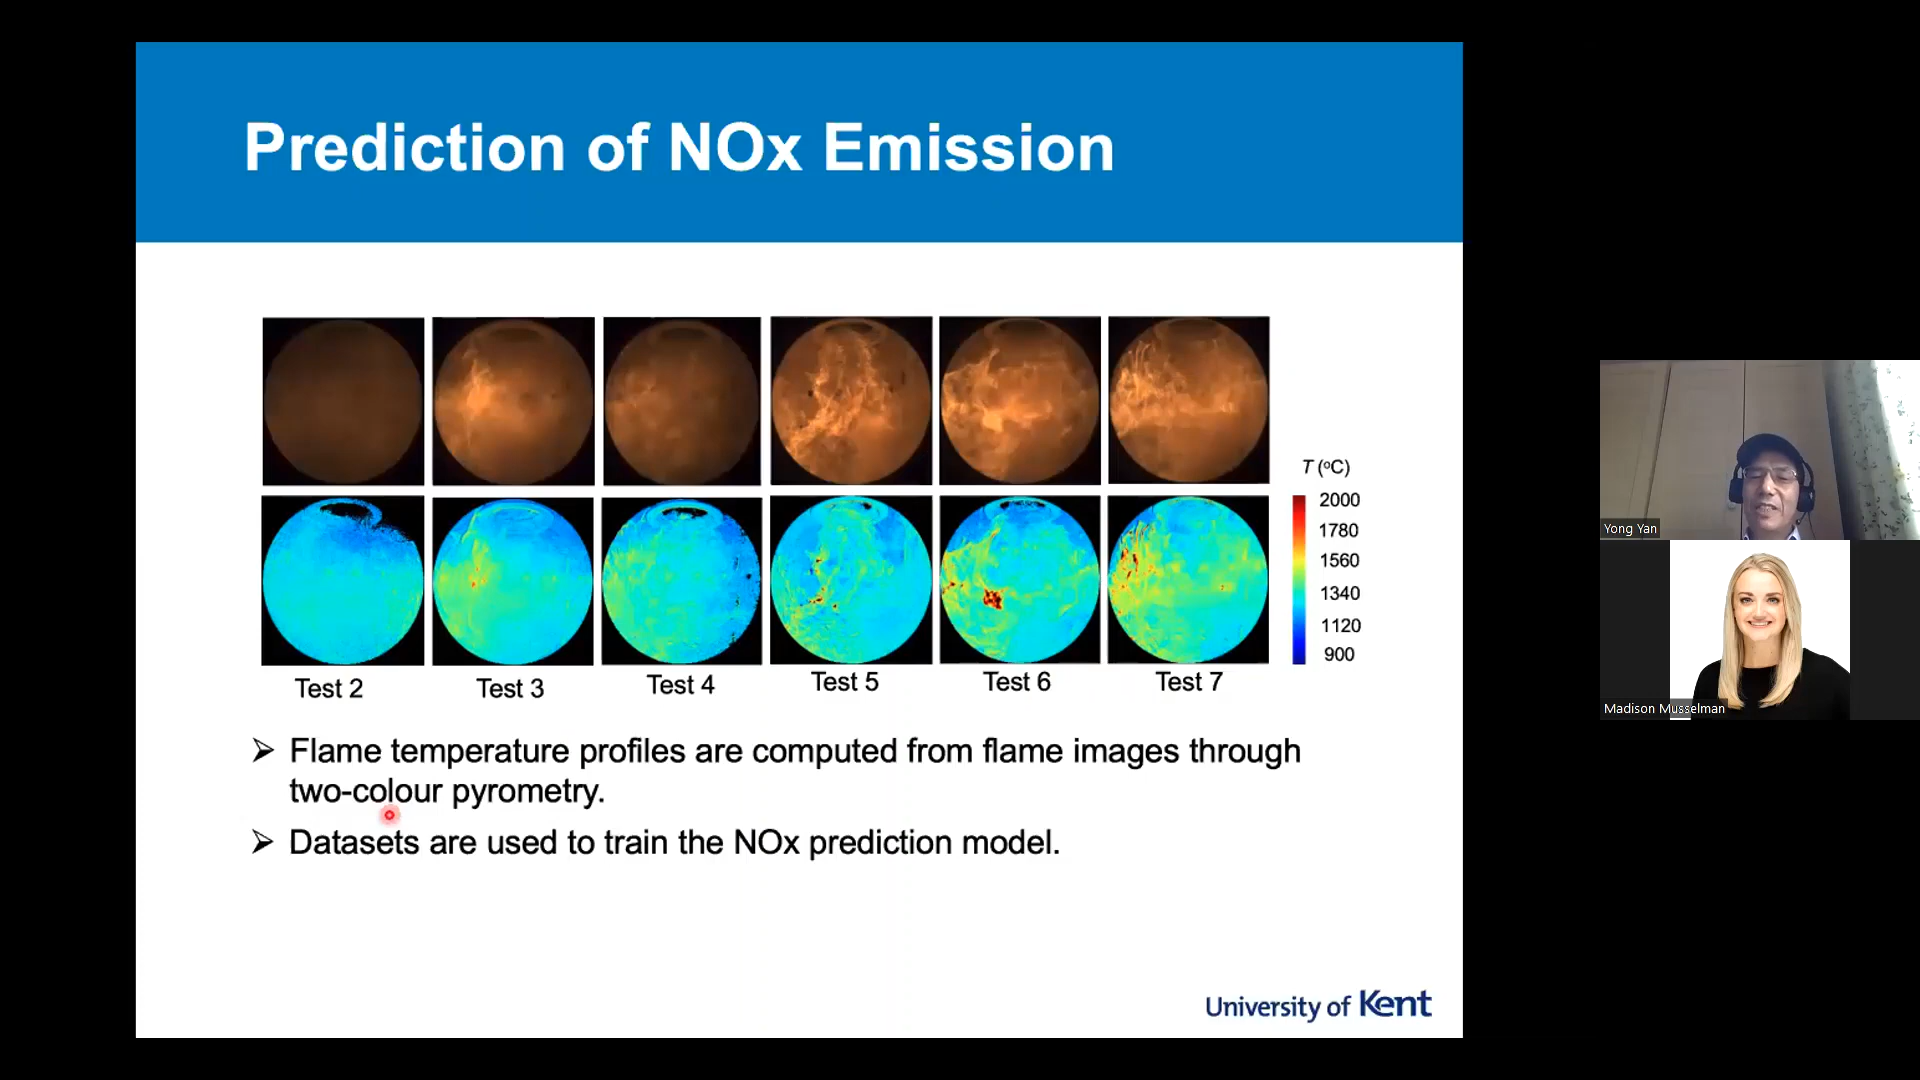 Prediction of NOx Emission
T (°C)
2000
1780
1560
1340
1120
900
Test 2
Test 3
Test 4
Test 5
Test 6
Test 7
➢ Flame temperature profiles are computed from flame images through
two-colour pyrometry.
➢ Datasets are used to train the NOx prediction model.
University of Kent
Yong Yan
Madison Musselman